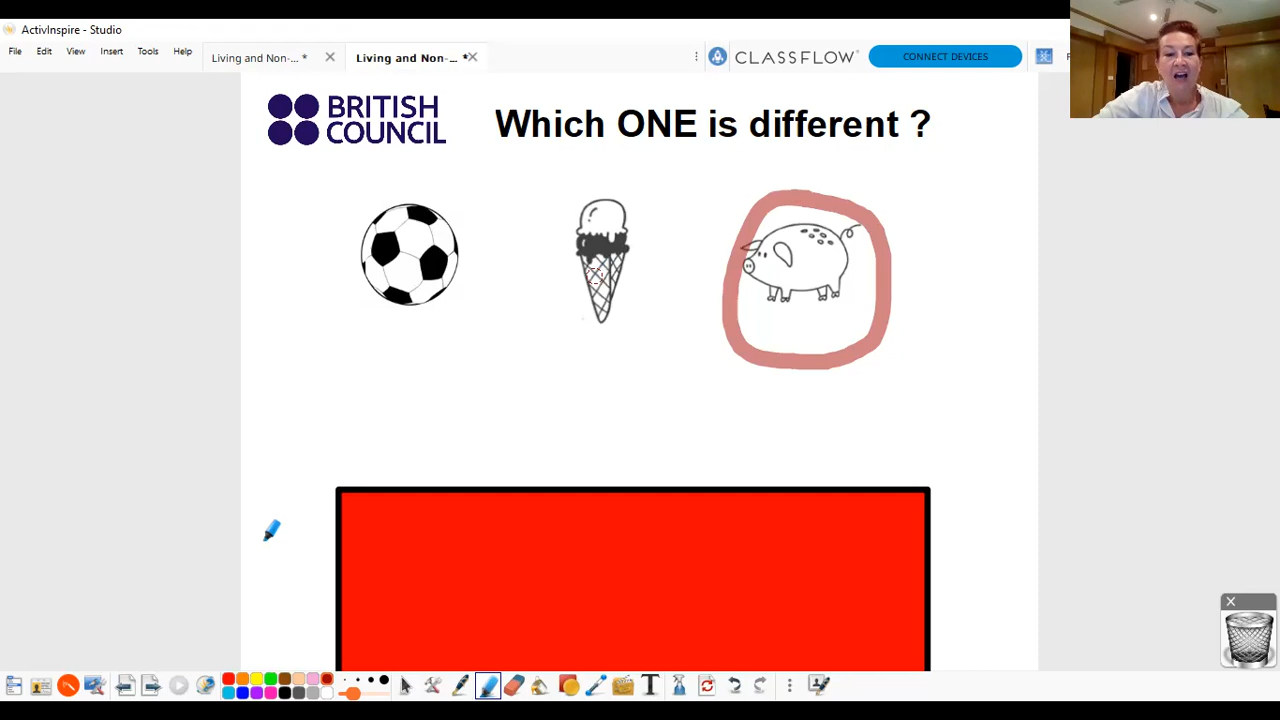 ActivInspire - Studio
File Edit View Insert Tools Help
Living and Non-... *
Living and Non-... *
CLASSFLOW
CONNECT DEVICES
BRITISH
COUNCIL
Which ONE is different ?
X
T